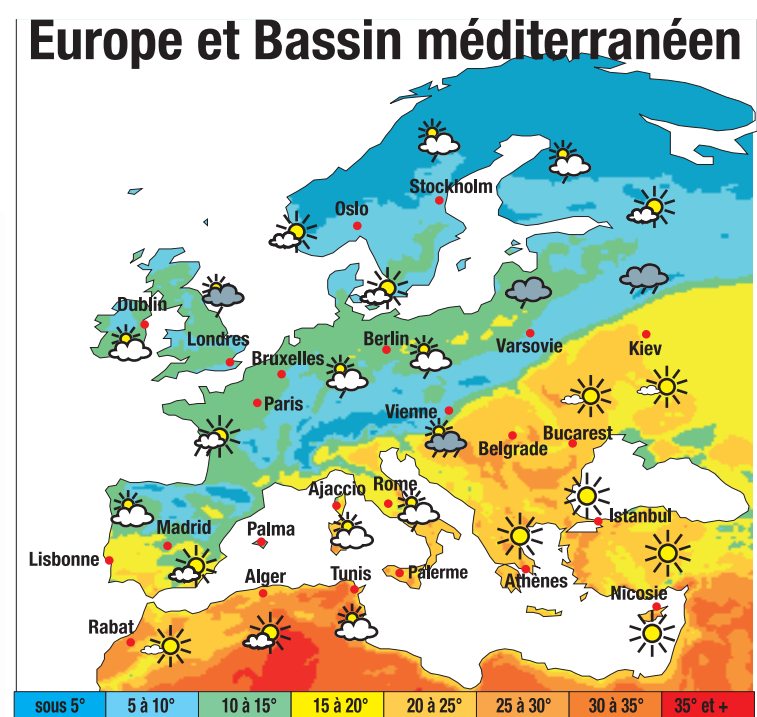 Europe et Bassin méditerranéen
Stockholm
Oslo
Dublin
Londres
Berlin
Varsovie
Kiev
Bruxelles
Paris
Vienne
Belgrade
Bucarest
Ajaccio
Rome
Madrid
Palma
Istanbul
Lisbonne
Alger
Tunis
Palerme
Athènes
Nicosie
Rabat
sous 5° 5 à 10° 10 à 15° 15 à 20° 20 à 25° 25 à 30° 30 à 35° 35° et +